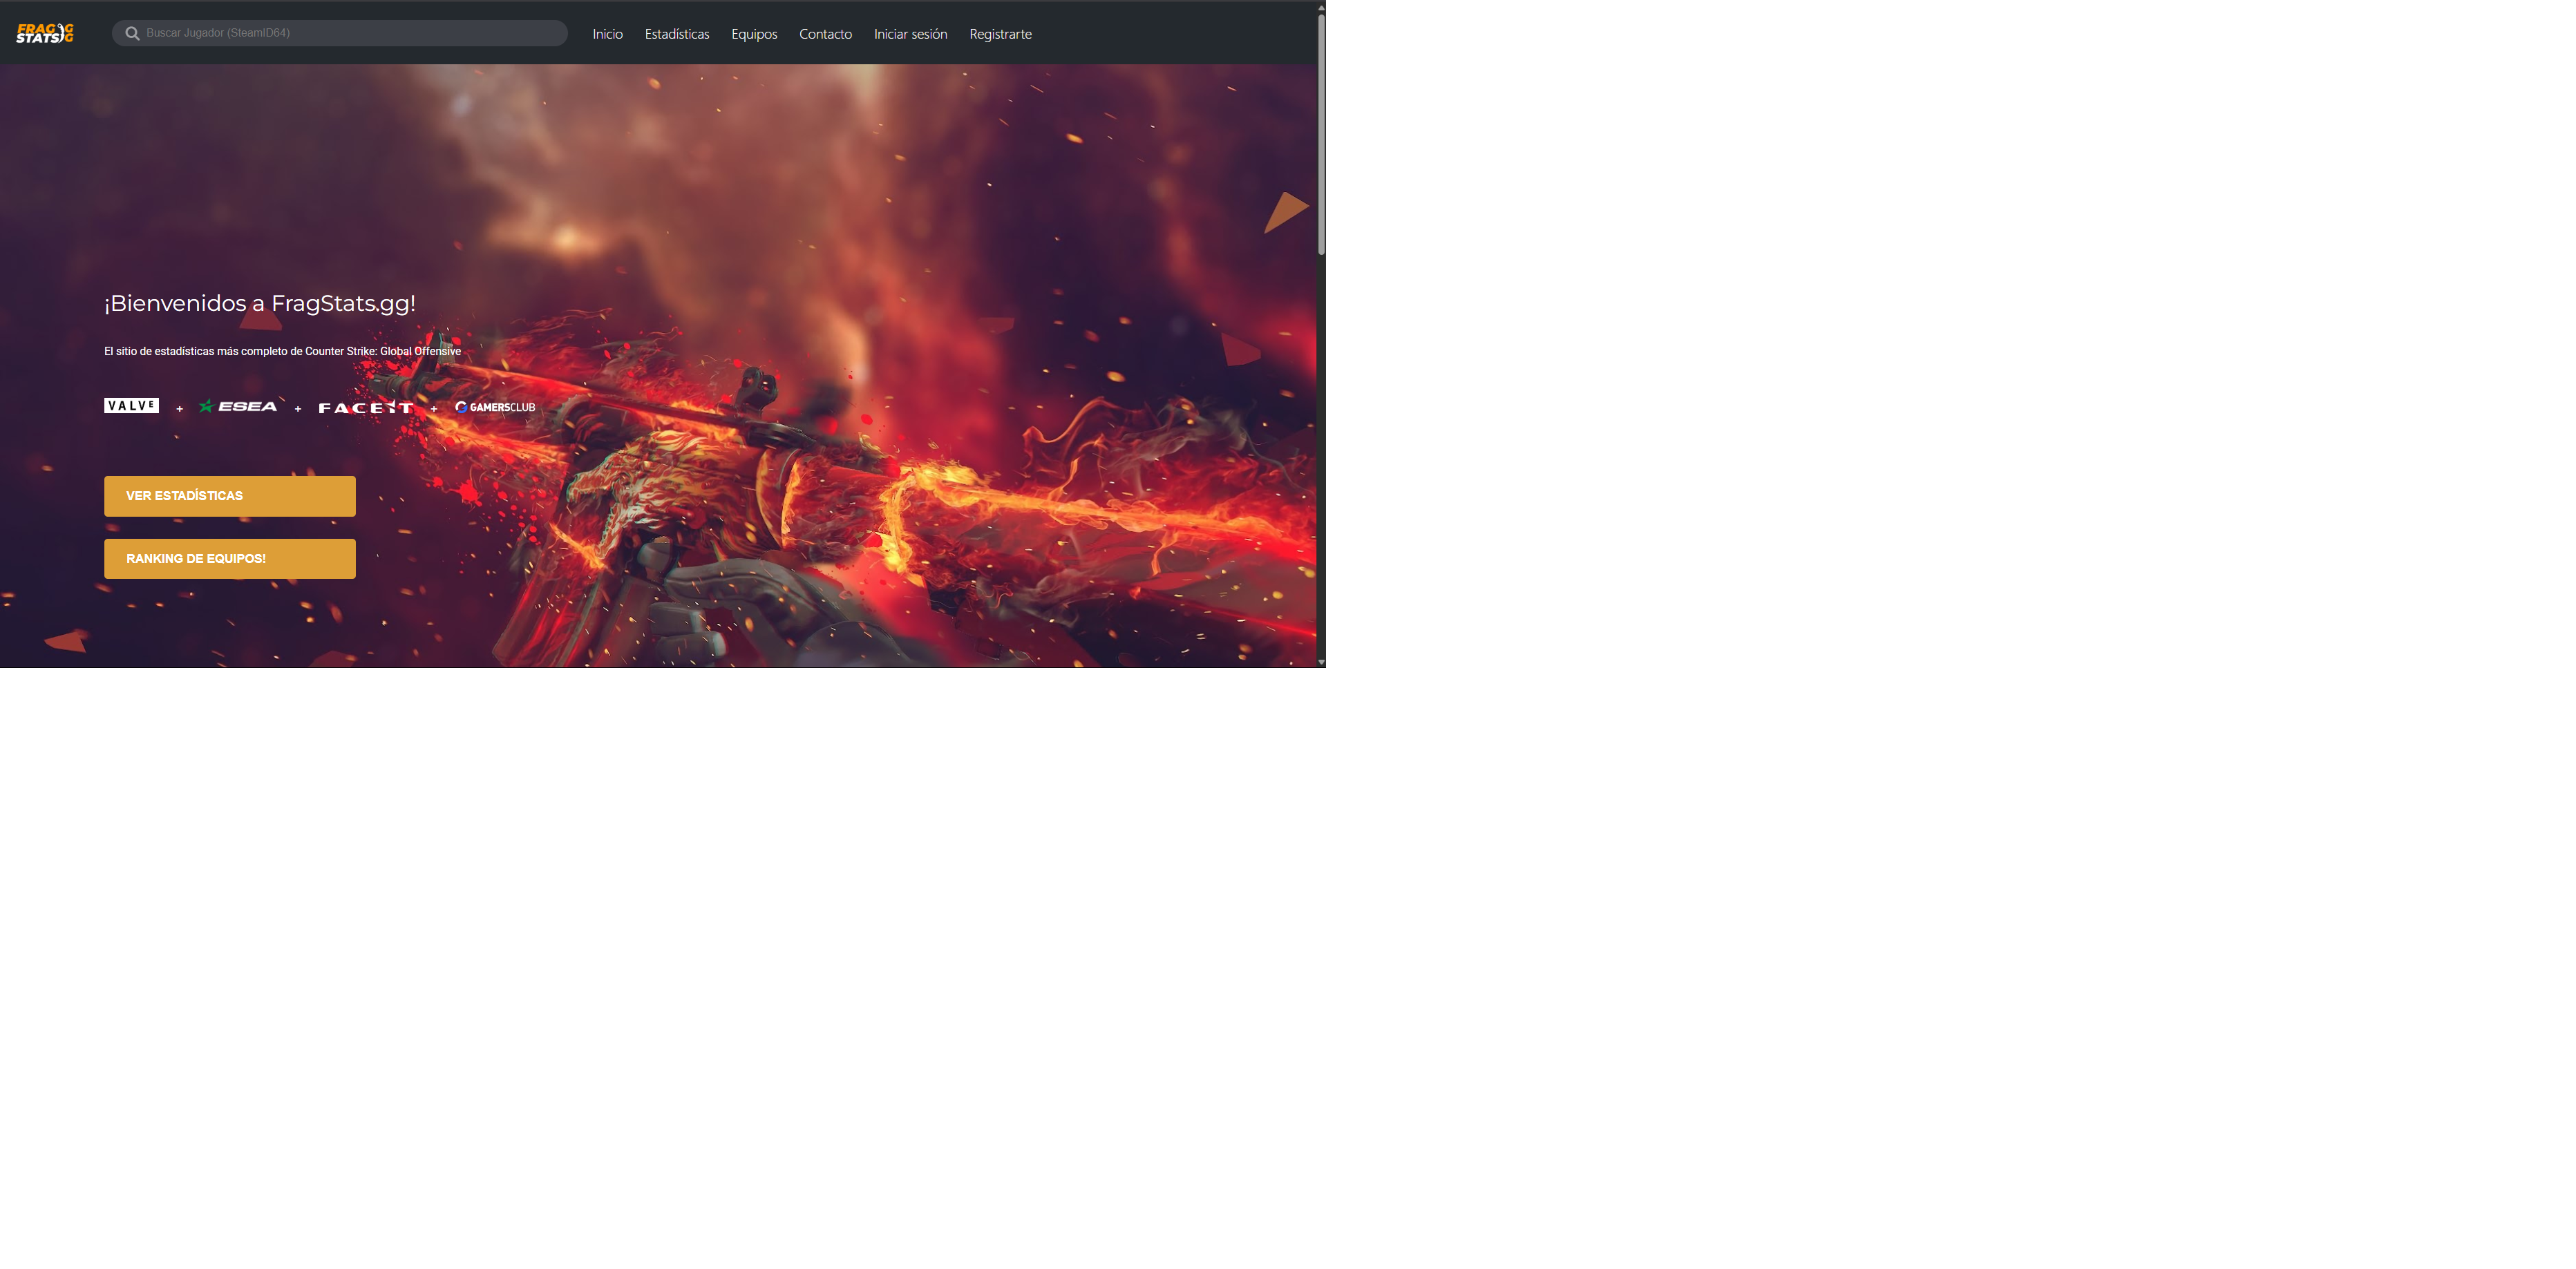 FRAG GG
STATS
Buscar Jugador (SteamID64)
Inicio
Estadísticas
Equipos
Contacto
Iniciar sesión
Registrarte
¡Bienvenidos a FragStats.gg!
El sitio de estadísticas más completo de Counter Strike: Global Offensive
VALVE + ESEA + FACEIT + GAMERSCLUB
VER ESTADÍSTICAS
RANKING DE EQUIPOS!